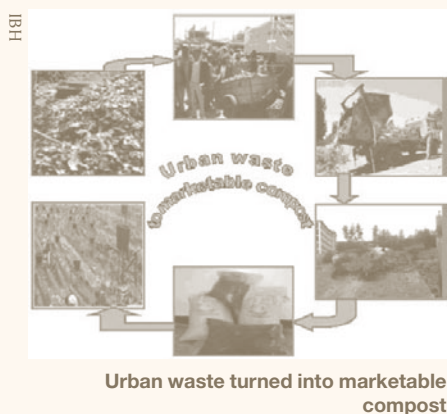 IBH
Urban waste
to marketable compost
Urban waste turned into marketable
compost